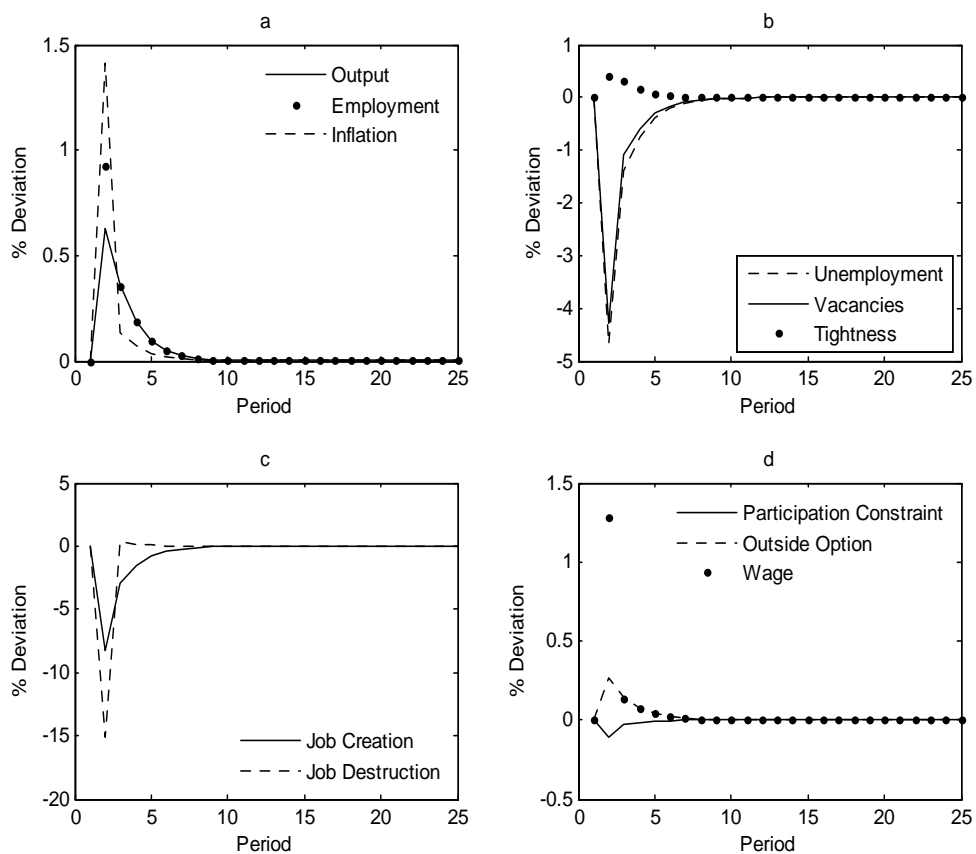 a
1.5
1
0.5
0
% Deviation
Output
Employment
Inflation
0 5 10 15 20 25
Period
b
1
0
-1
-2
-3
-4
-5
% Deviation
Unemployment
Vacancies
Tightness
0 5 10 15 20 25
Period
c
5
0
-5
-10
-15
-20
% Deviation
Job Creation
Job Destruction
0 5 10 15 20 25
Period
d
1.5
1
0.5
0
-0.5
% Deviation
Participation Constraint
Outside Option
Wage
0 5 10 15 20 25
Period